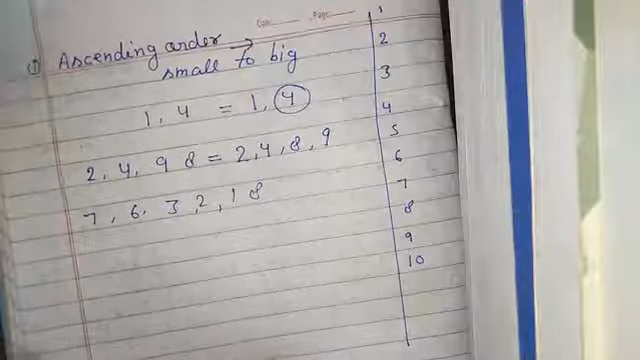 Date Page
① Ascending order →
small to big
1, 4 = 1, 4
2, 4, 9 8 = 2, 4, 8, 9
7, 6, 3, 2, 1 8
1
2
3
4
5
6
7
8
9
10